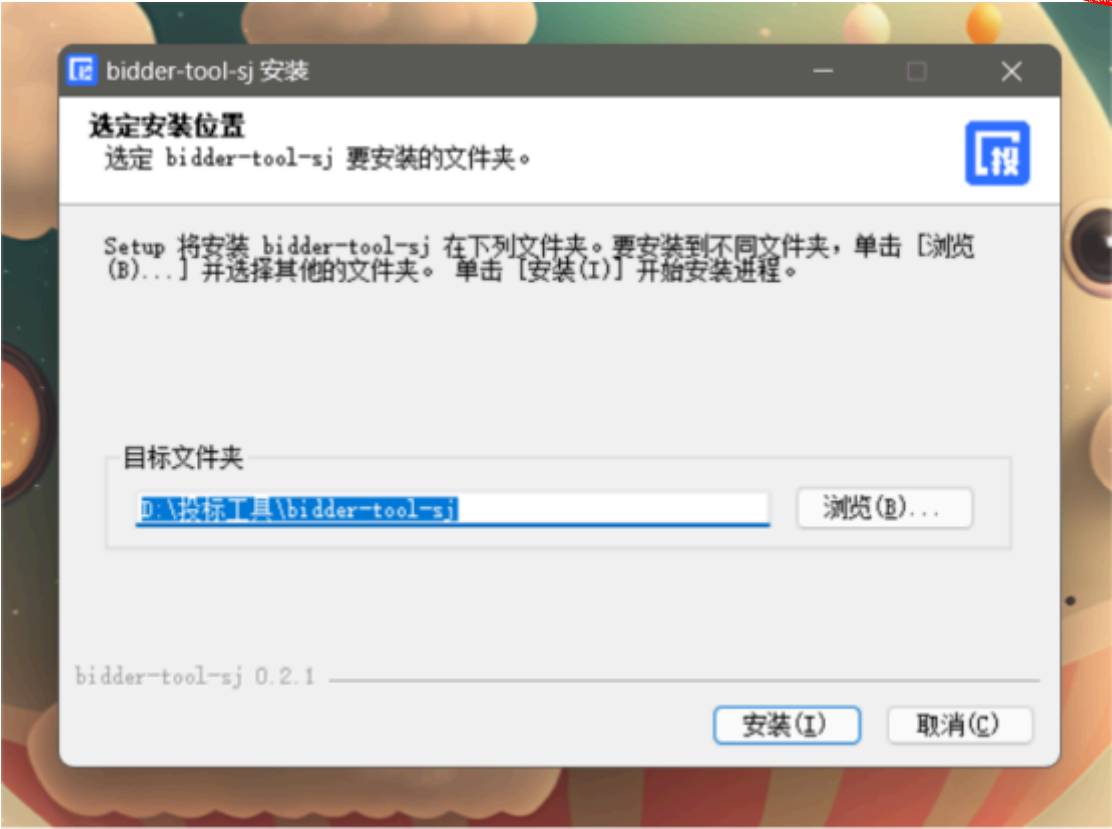 bidder-tool-sj 安装
选定安装位置
选定 bidder-tool-sj 要安装的文件夹。
投
Setup 将安装 bidder-tool-sj 在下列文件夹。要安装到不同文件夹，单击 [浏览
(B)...] 并选择其他的文件夹。 单击 [安装(I)] 开始安装进程。
目标文件夹
D:\投标工具\bidder-tool-sj
浏览(B)...
bidder-tool-sj 0.2.1
安装(I)
取消(C)